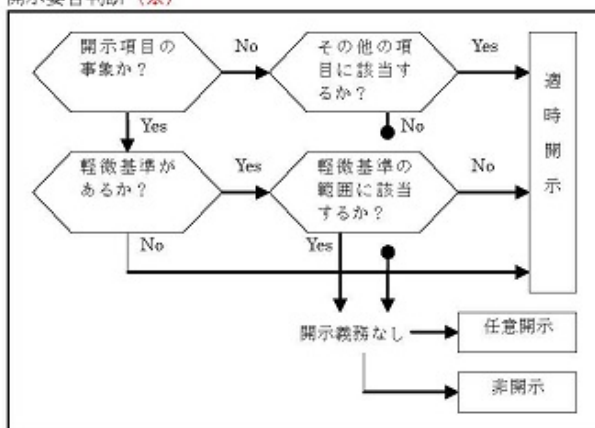 開示要否判断（案）
開示項目の
事象か？
No
その他の項
目に該当す
るか？
Yes
適時開示
Yes
No
軽微基準が
あるか？
Yes
軽微基準の
範囲に該当
するか？
No
No
Yes
開示義務なし
任意開示
非開示